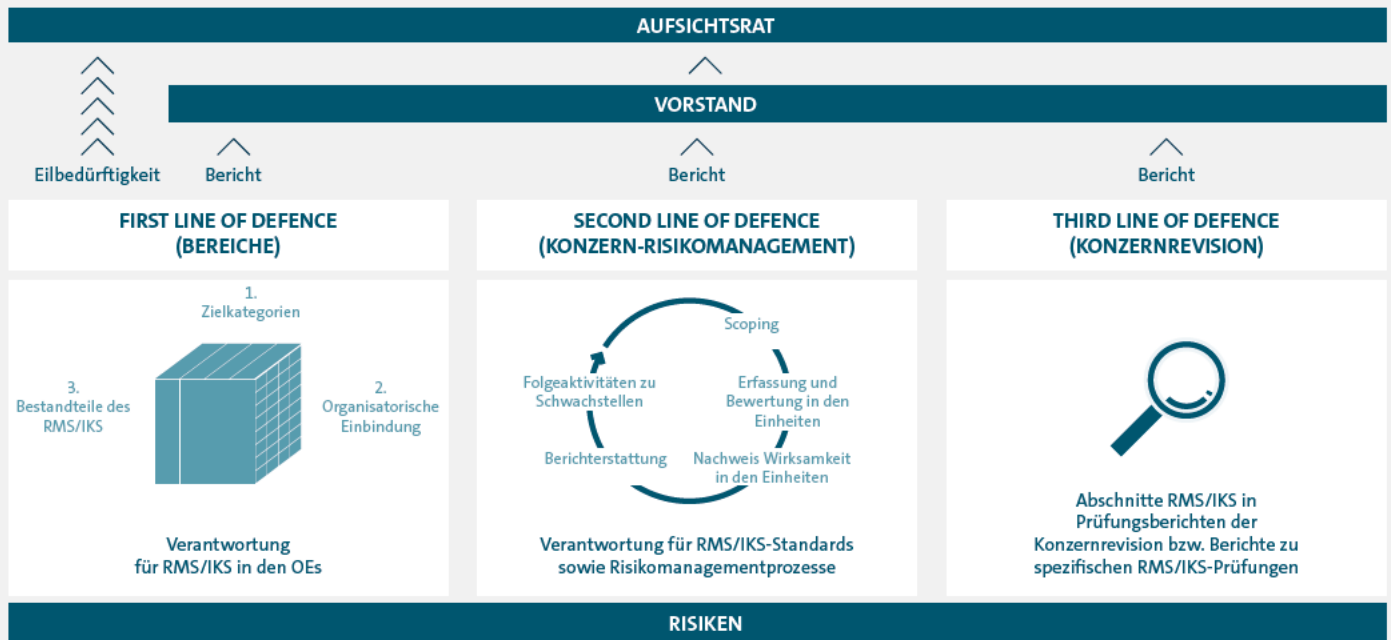 AUFSICHTSRAT
VORSTAND
Eilbedürftigkeit
Bericht
Bericht
Bericht
FIRST LINE OF DEFENCE
(BEREICHE)
SECOND LINE OF DEFENCE
(KONZERN-RISIKOMANAGEMENT)
THIRD LINE OF DEFENCE
(KONZERNREVISION)
1.
Zielkategorien
3.
Bestandteile des
RMS/IKS
2.
Organisatorische
Einbindung
Verantwortung
für RMS/IKS in den OEs
Scoping
Erfassung und
Bewertung in den
Einheiten
Nachweis Wirksamkeit
in den Einheiten
Berichterstattung
Folgeaktivitäten zu
Schwachstellen
Verantwortung für RMS/IKS-Standards
sowie Risikomanagementprozesse
Abschnitte RMS/IKS in
Prüfungsberichten der
Konzernrevision bzw. Berichte zu
spezifischen RMS/IKS-Prüfungen
RISIKEN